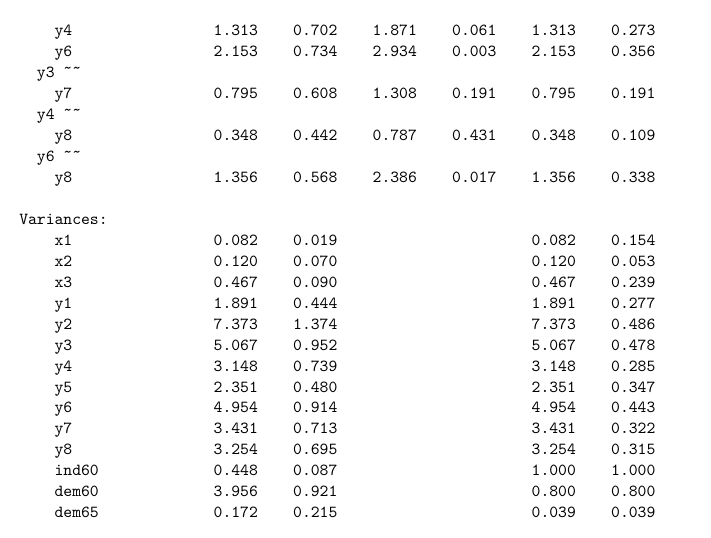 y4 1.313 0.702 1.871 0.061 1.313 0.273
y6 2.153 0.734 2.934 0.003 2.153 0.356
y3 ~~
y7 0.795 0.608 1.308 0.191 0.795 0.191
y4 ~~
y8 0.348 0.442 0.787 0.431 0.348 0.109
y6 ~~
y8 1.356 0.568 2.386 0.017 1.356 0.338
Variances:
x1 0.082 0.019 0.082 0.154
x2 0.120 0.070 0.120 0.053
x3 0.467 0.090 0.467 0.239
y1 1.891 0.444 1.891 0.277
y2 7.373 1.374 7.373 0.486
y3 5.067 0.952 5.067 0.478
y4 3.148 0.739 3.148 0.285
y5 2.351 0.480 2.351 0.347
y6 4.954 0.914 4.954 0.443
y7 3.431 0.713 3.431 0.322
y8 3.254 0.695 3.254 0.315
ind60 0.448 0.087 1.000 1.000
dem60 3.956 0.921 0.800 0.800
dem65 0.172 0.215 0.039 0.039